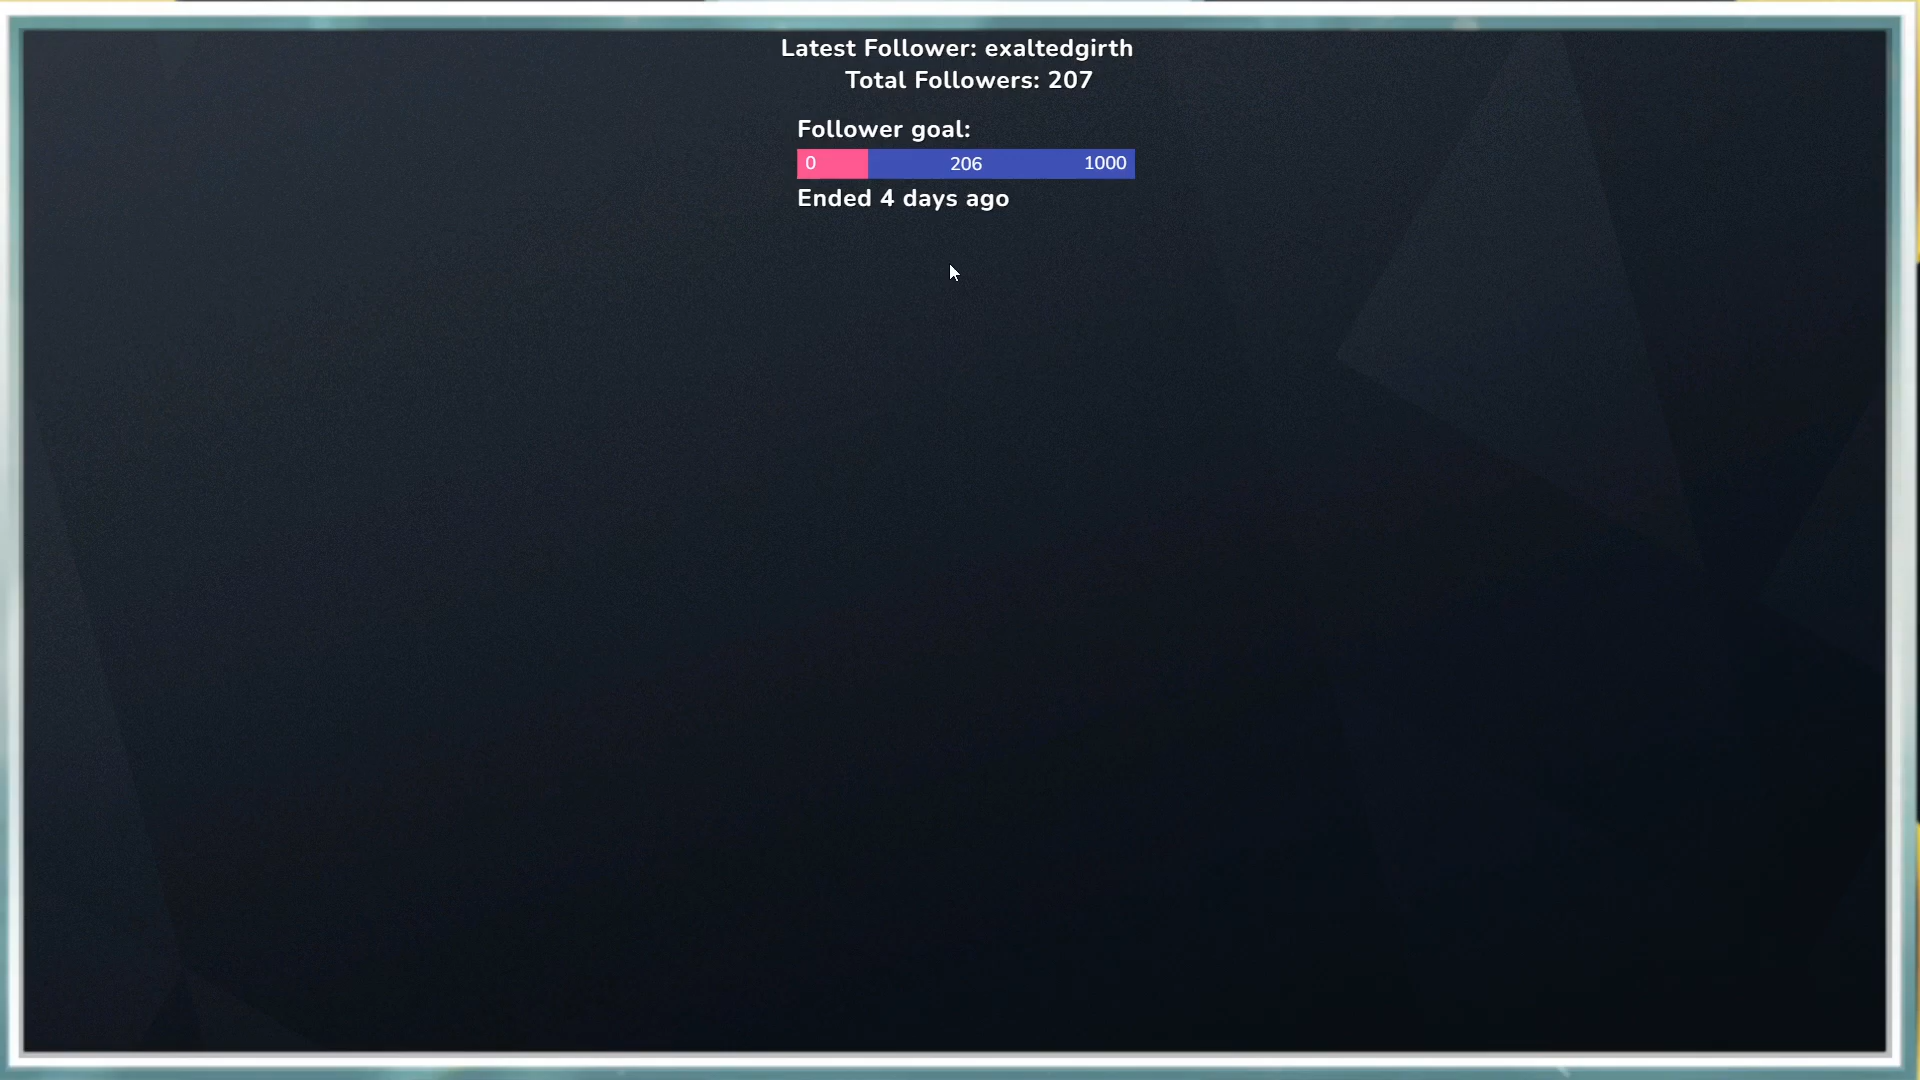 Latest Follower: exaltedgirth
Total Followers: 207
Follower goal:
0 206 1000
Ended 4 days ago